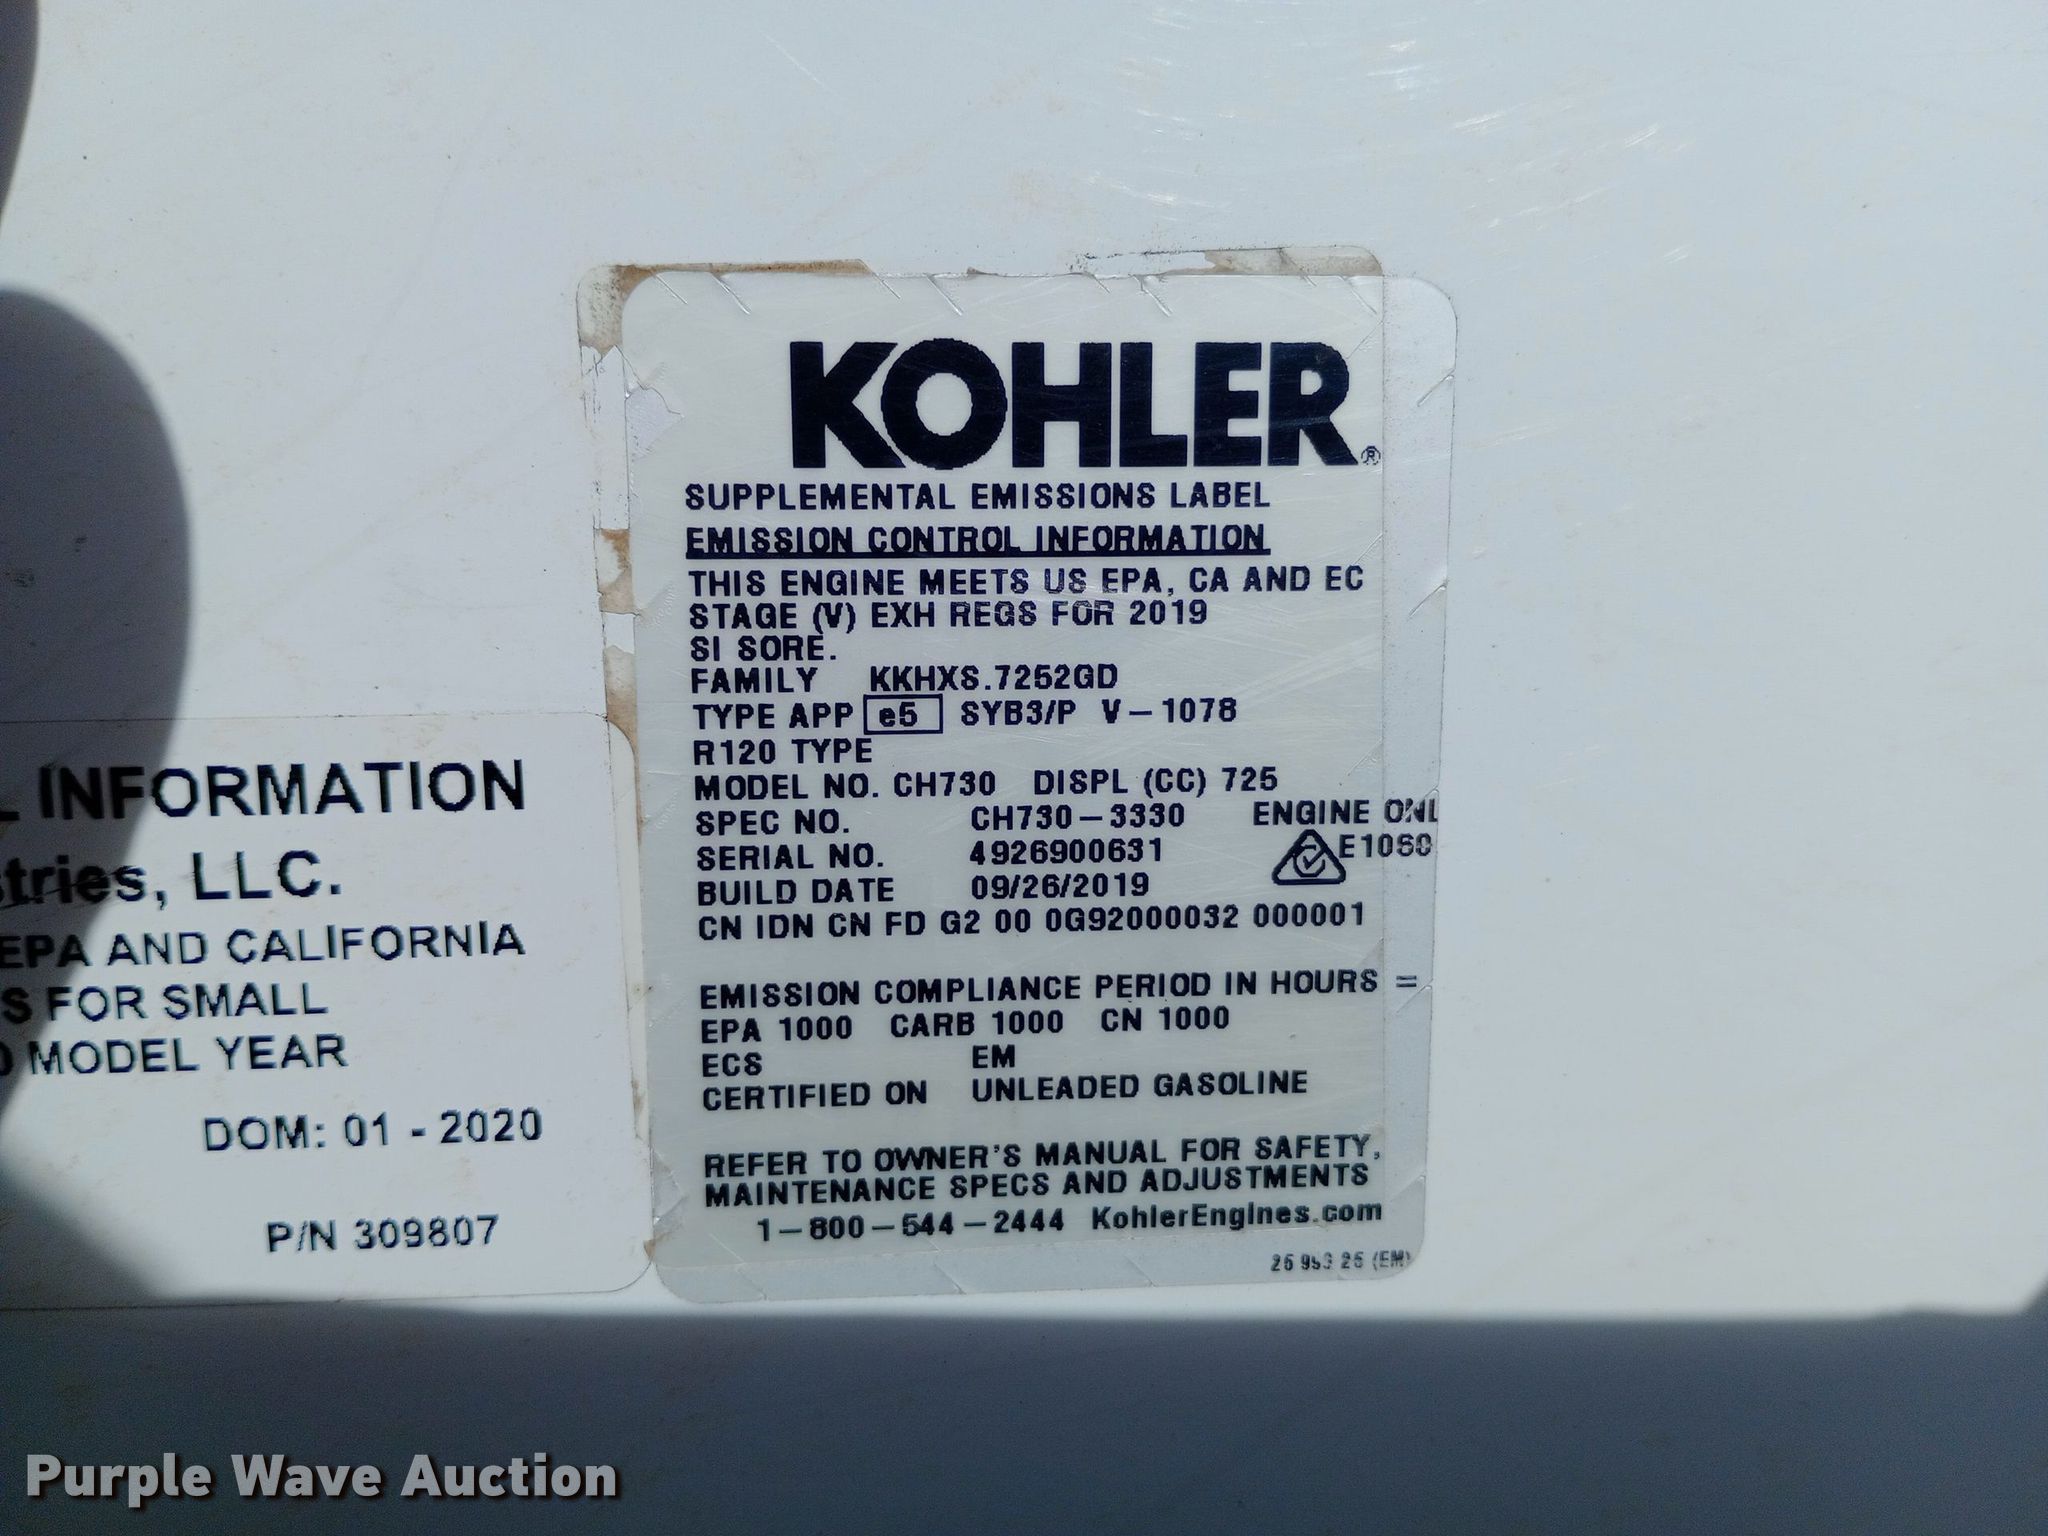 KOHLER®
SUPPLEMENTAL EMISSIONS LABEL
EMISSION CONTROL INFORMATION
THIS ENGINE MEETS US EPA, CA AND EC
STAGE (V) EXH REGS FOR 2019
SI SORE.
FAMILY KKHXS.7252GD
TYPE APP e5 SYB3/P V-1078
R120 TYPE
MODEL NO. CH730 DISPL (CC) 725
SPEC NO. CH730-3330 ENGINE ONL
SERIAL NO. 4926900631
BUILD DATE 09/26/2019
CN IDN CN FD G2 00 0G92000032 000001
EMISSION COMPLIANCE PERIOD IN HOURS =
EPA 1000 CARB 1000 CN 1000
ECS EM
CERTIFIED ON UNLEADED GASOLINE
REFER TO OWNER'S MANUAL FOR SAFETY,
MAINTENANCE SPECS AND ADJUSTMENTS
1-800-544-2444 KohlerEngines.com
(EM)
L INFORMATION
stries, LLC.
EPA AND CALIFORNIA
S FOR SMALL
0 MODEL YEAR
DOM: 01 - 2020
P/N 309807
Purple Wave Auction